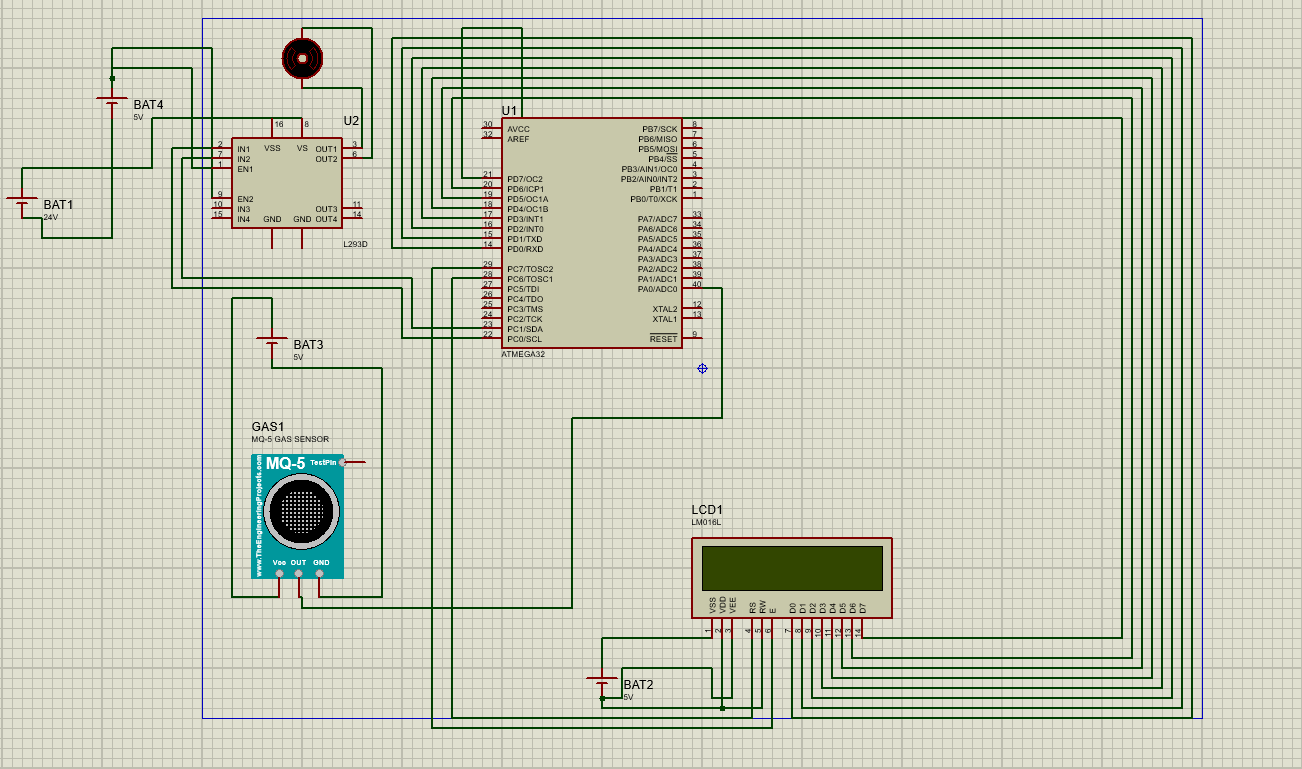 BAT4
5V
BAT1
24V
U2
16
8
VSS
VS
2
IN1
7
IN2
1
EN1
9
EN2
10
IN3
15
IN4
OUT1
3
OUT2
6
OUT3
11
OUT4
14
GND
GND
L293D
U1
30
AVCC
32
AREF
21
PD7/OC2
20
PD6/ICP1
19
PD5/OC1A
18
PD4/OC1B
17
PD3/INT1
16
PD2/INT0
15
PD1/TXD
14
PD0/RXD
29
PC7/TOSC2
28
PC6/TOSC1
27
PC5/TDI
26
PC4/TDO
25
PC3/TMS
24
PC2/TCK
23
PC1/SDA
22
PC0/SCL
PB7/SCK
8
PB6/MISO
7
PB5/MOSI
6
PB4/SS
5
PB3/AIN1/OC0
4
PB2/AIN0/INT2
3
PB1/T1
2
PB0/T0/XCK
1
PA7/ADC7
33
PA6/ADC6
34
PA5/ADC5
35
PA4/ADC4
36
PA3/ADC3
37
PA2/ADC2
38
PA1/ADC1
39
PA0/ADC0
40
XTAL2
12
XTAL1
13
RESET
9
ATMEGA32
BAT3
5V
GAS1
MQ-5 GAS SENSOR
MQ-5
TestPin
www.TheEngineeringProjects.com
Vcc OUT GND
LCD1
LM016L
VSS
VDD
VEE
RS
RW
E
D0
D1
D2
D3
D4
D5
D6
D7
1
2
3
4
5
6
7
8
9
10
11
12
13
14
BAT2
5V